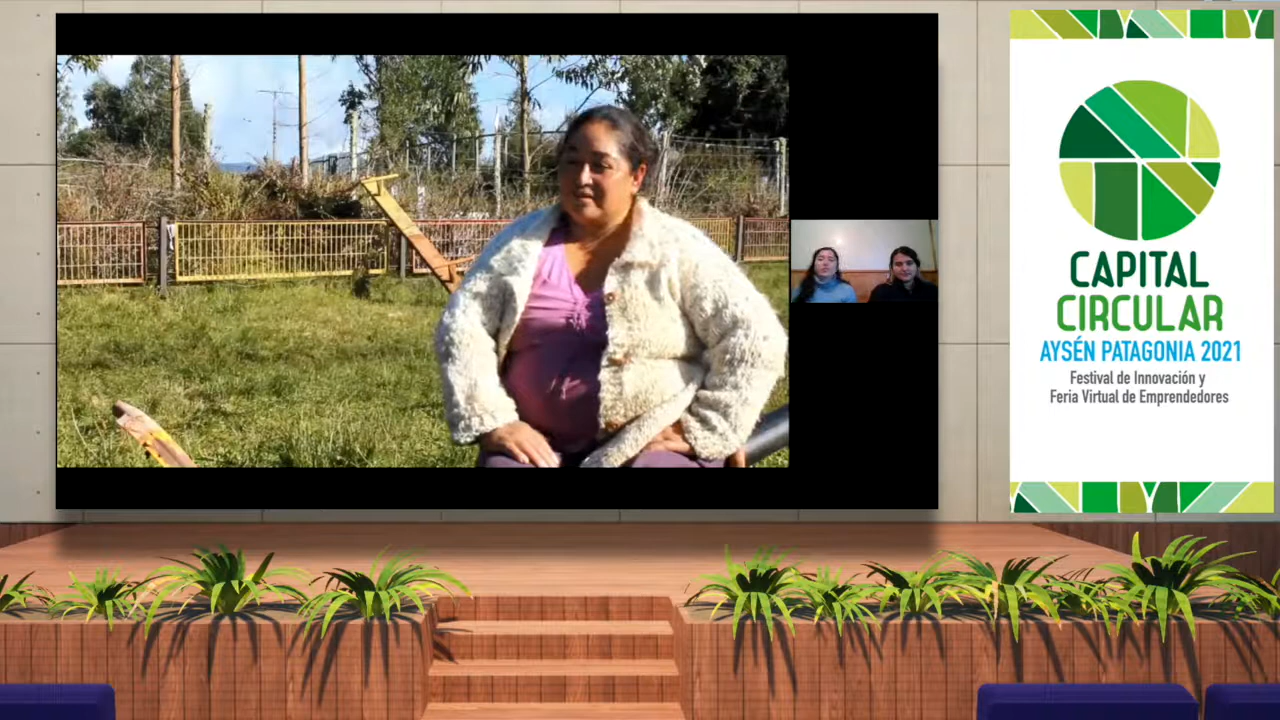 CAPITAL
CIRCULAR
AYSÉN PATAGONIA 2021
Festival de Innovación y
Feria Virtual de Emprendedores